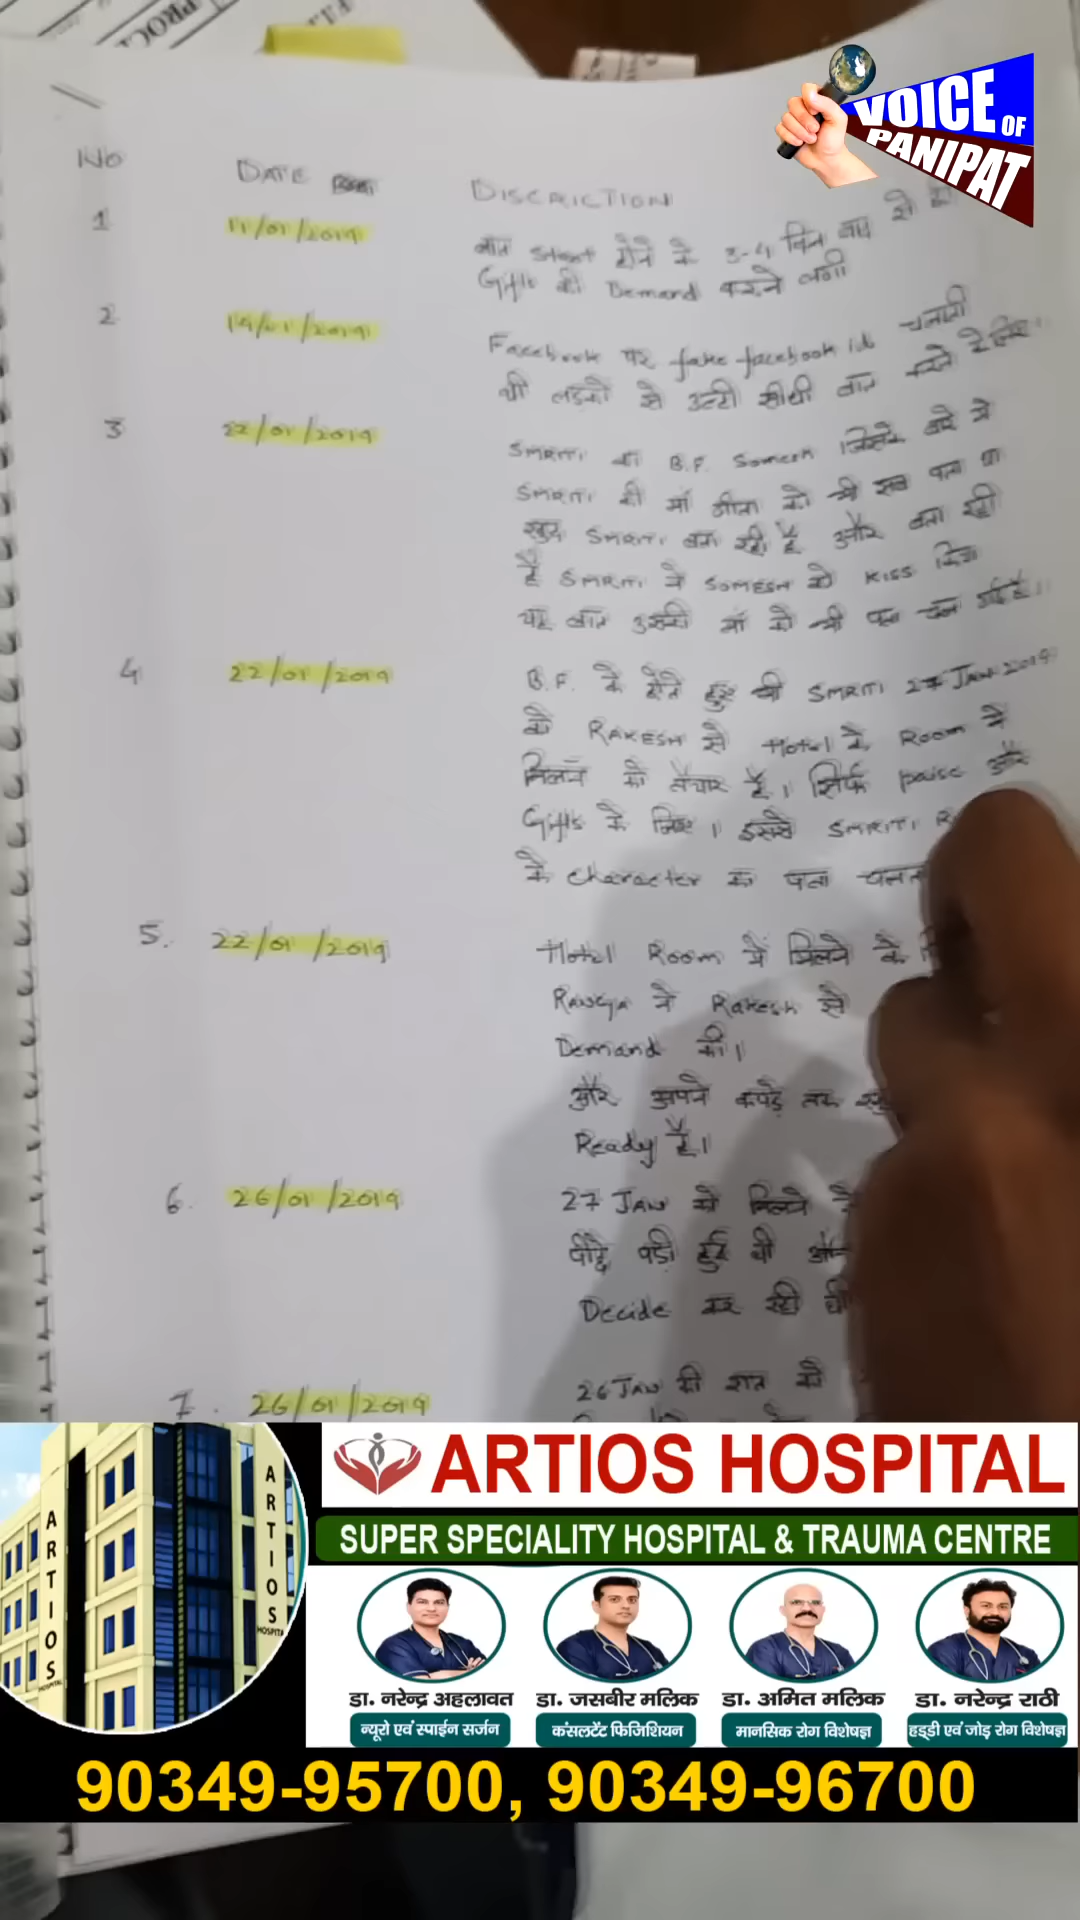 VOICE OF
PANIPAT
No DATE DISCRICTION
1 11/01/2019
बात start होने के 3-4 दिन बाद से ही
Gifts की Demand करने लगी
2 19/01/2019
Facebook पर fake facebook id चलाती
थी लड़को से उल्टी सीधी बात करने के लिए।
3 22/01/2019
SMRITI का B.F. Somesh जिसके बारे मे
SMRITI की माँ गीता को भी सब पता था
खुद SMRITI बता रही है और बता रही
है SMRITI ने SOMESH को KISS किया
यह बात उसकी माँ को भी पता चल गई है।
4 22/01/2019
B.F. के होते हुए भी SMRITI 27 JAN 2019
को RAKESH से Hotel के Room मे
मिलने को तैयार है। सिर्फ paise और
Gifts के लिए। इससे SMRITI R
के character का पता चलत
5. 22/01/2019
Hotel Room में मिलने के
ने Rakesh से
Demand की।
और अपने कपड़े तक
Ready है।
6. 26/01/2019
27 JAN को मिलने के
पीछे पड़ी हुई थी और
Decide कर रही थी
7. 26/01/2019
26 JAN की रात को
ARTIOS HOSPITAL
SUPER SPECIALITY HOSPITAL & TRAUMA CENTRE
ARTIOS
HOSPITAL
ARTIOS
HOSPITAL
डा. नरेन्द्र अहलावत डा. जसबीर मलिक डा. अमित मलिक डा. नरेन्द्र राठी
न्यूरो एवं स्पाईन सर्जन कंसलटेंट फिजिशियन मानसिक रोग विशेषज्ञ हड्डी एवं जोड़ रोग विशेषज्ञ
90349-95700, 90349-96700